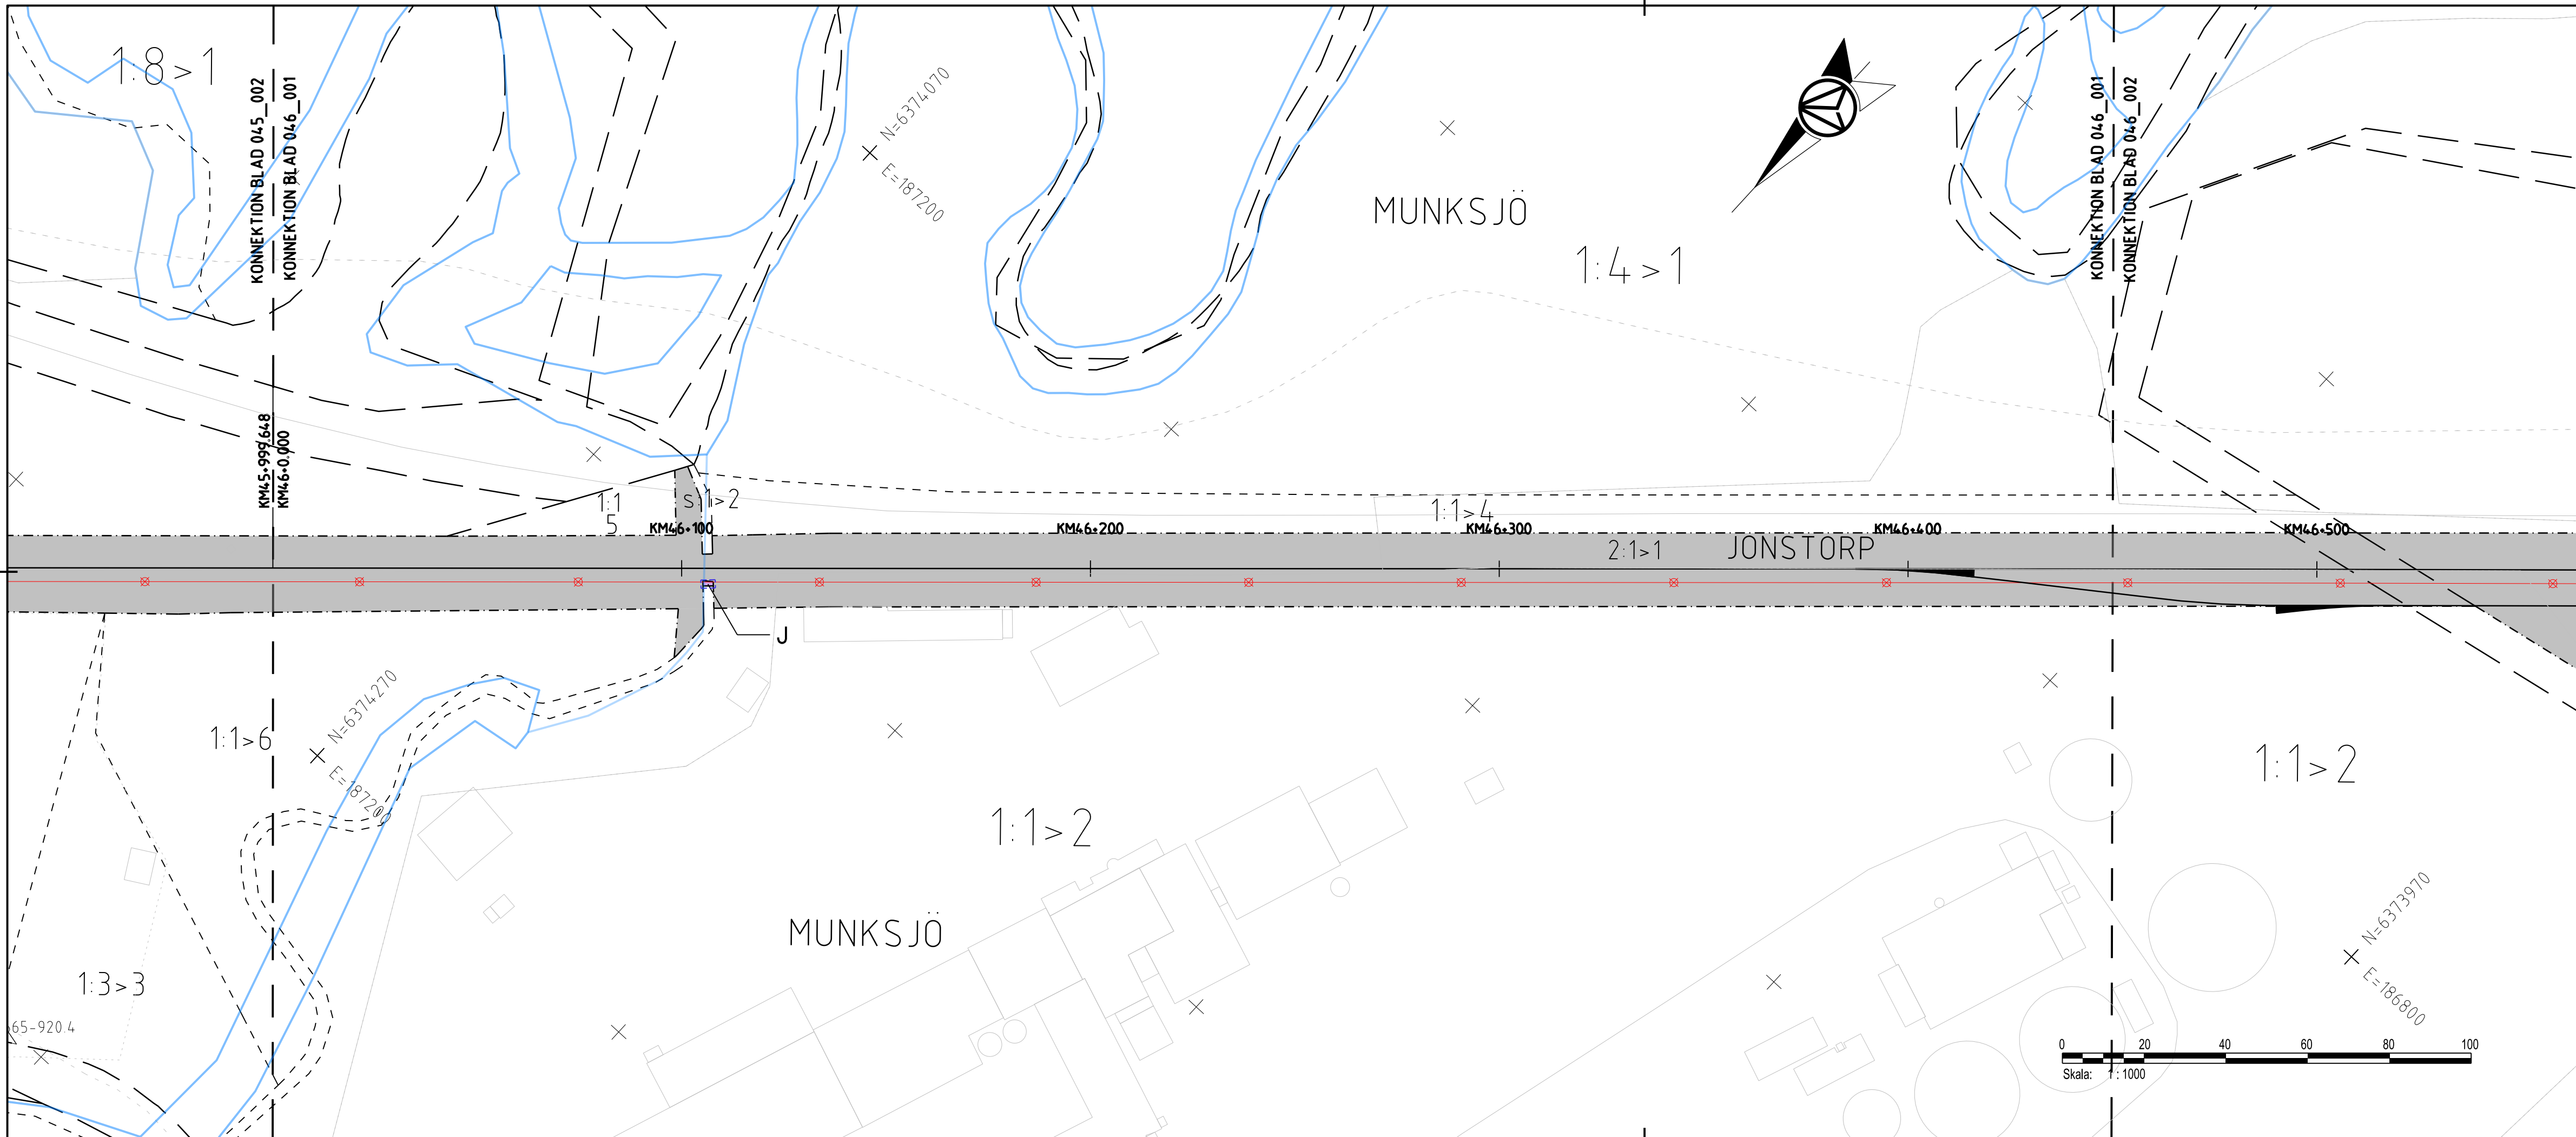 1:8>1
KONNEKTION BLAD 045_002
KONNEKTION BLAD 046_001
N=6374070
E=187200
MUNKSJÖ
1:4>1
KONNEKTION BLAD 046_001
KONNEKTION BLAD 046_002
KM45+999.648
KM46+0.000
1:1
5
s:1>2
1:1>4
KM46+100
KM46+200
KM46+300
KM46+400
KM46+500
2:1>1
JONSTORP
J
1:1>6
N=6374270
E=187200
1:1>2
1:1>2
MUNKSJÖ
1:3>3
65-920.4
N=6373970
E=186800
0 20 40 60 80 100
Skala: 1:1000